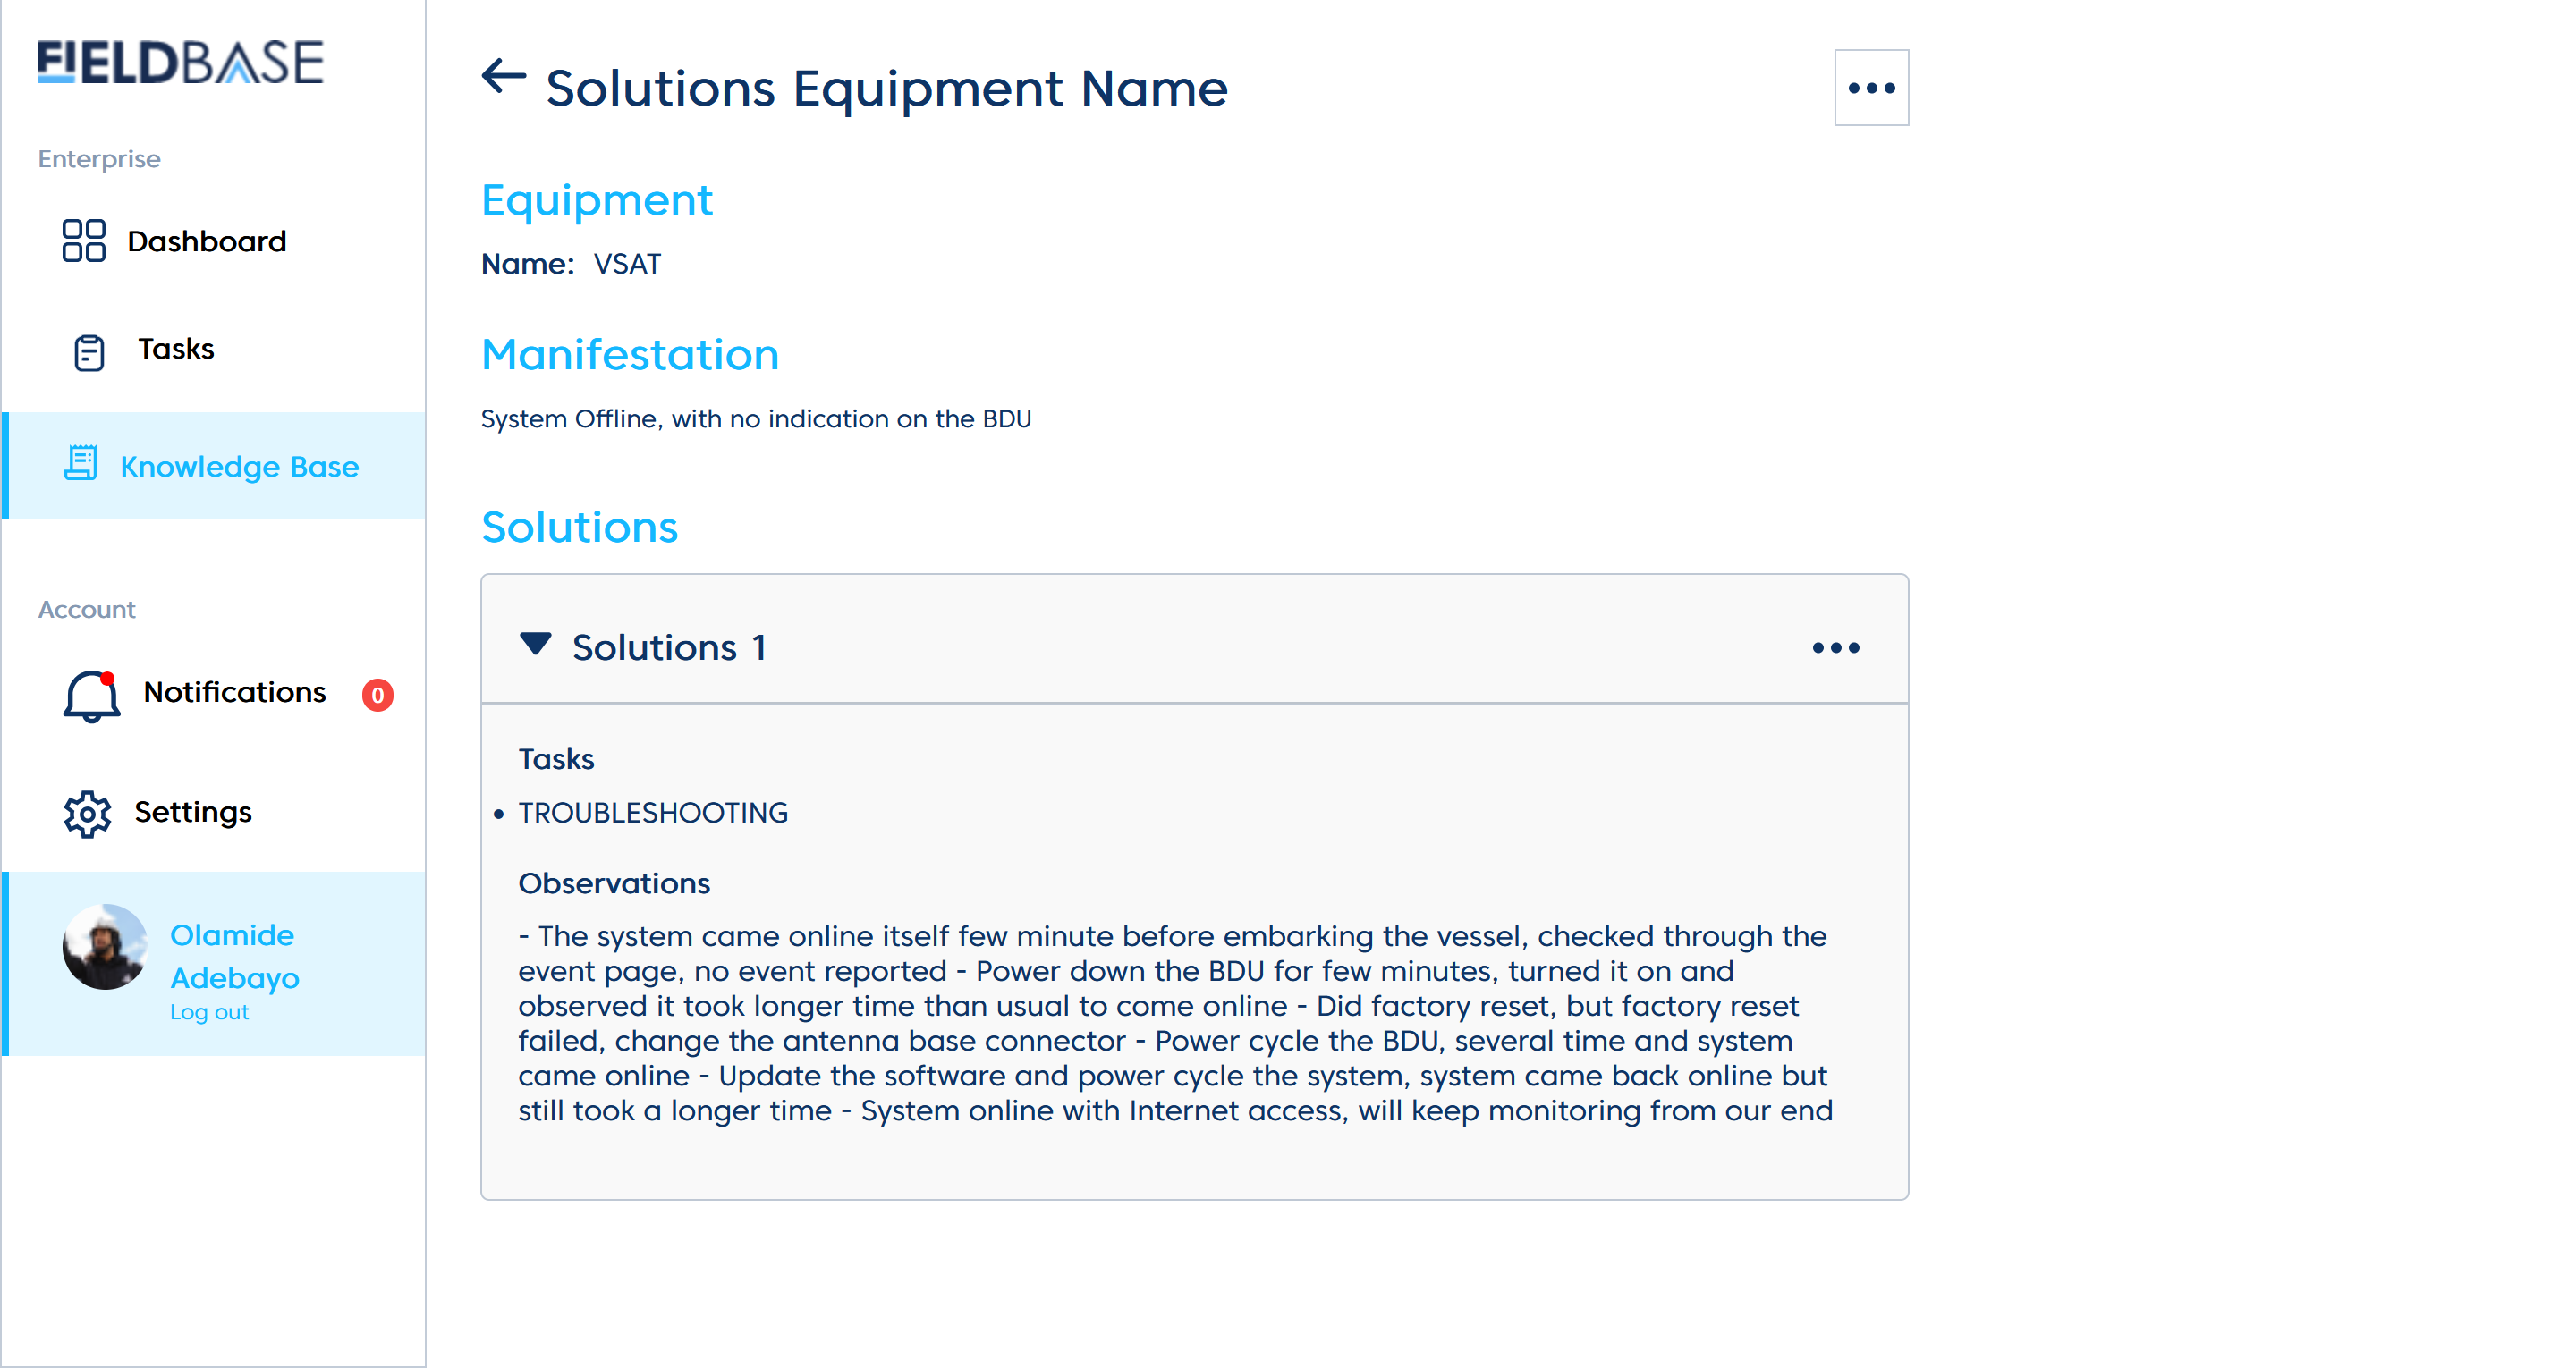 FIELDBASE
Enterprise
Dashboard
Tasks
Knowledge Base
Account
Notifications 0
Settings
Olamide
Adebayo
Log out
Solutions Equipment Name
Equipment
Name: VSAT
Manifestation
System Offline, with no indication on the BDU
Solutions
Solutions 1
Tasks
• TROUBLESHOOTING
Observations
- The system came online itself few minute before embarking the vessel, checked through the
event page, no event reported - Power down the BDU for few minutes, turned it on and
observed it took longer time than usual to come online - Did factory reset, but factory reset
failed, change the antenna base connector - Power cycle the BDU, several time and system
came online - Update the software and power cycle the system, system came back online but
still took a longer time - System online with Internet access, will keep monitoring from our end